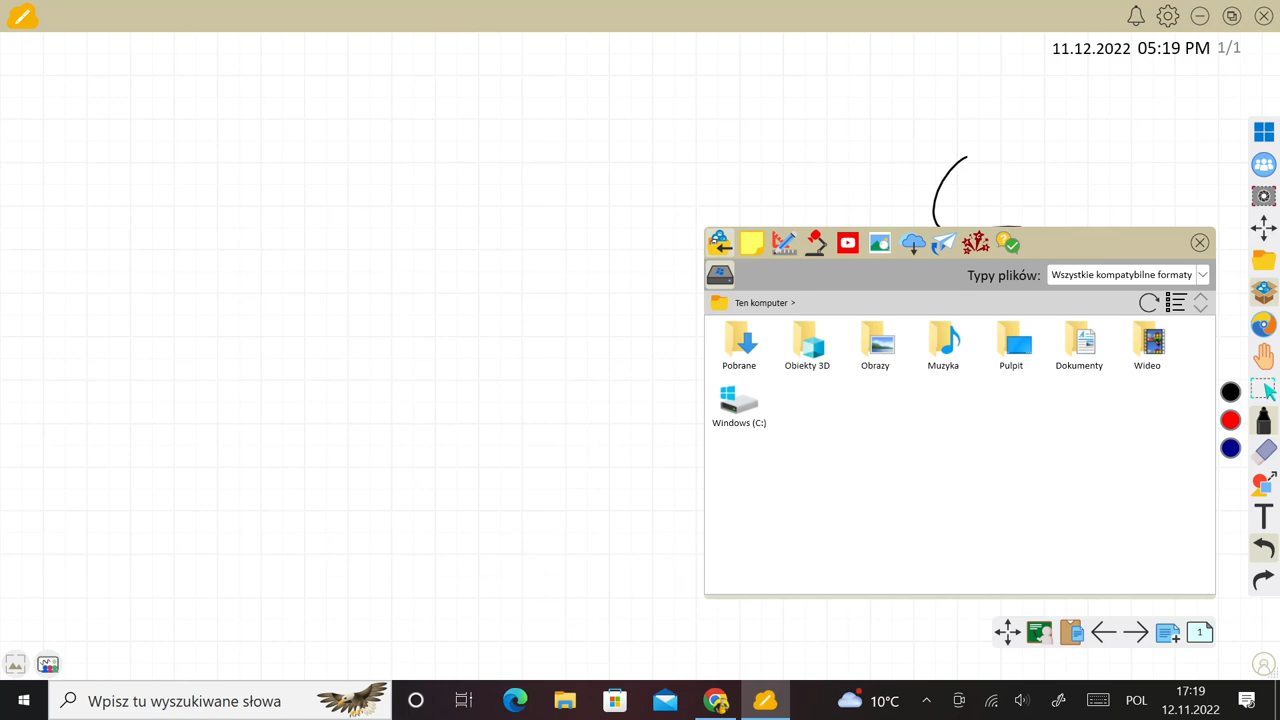 11.12.2022 05:19 PM 1/1
Typy plików: Wszystkie kompatybilne formaty
Ten komputer >
Pobrane Obiekty 3D Obrazy Muzyka Pulpit Dokumenty Wideo
Windows (C:)
T
1
Wpisz tu wyszukiwane słowa 10°C POL 17:19
12.11.2022